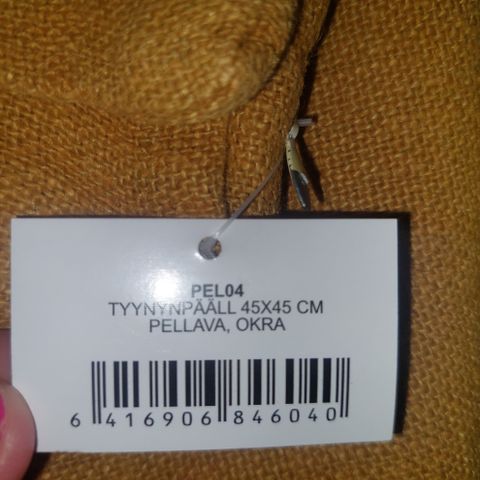 PEL04
TYYNYNPÄÄLL 45X45 CM
PELLAVA, OKRA
6 416906 846040